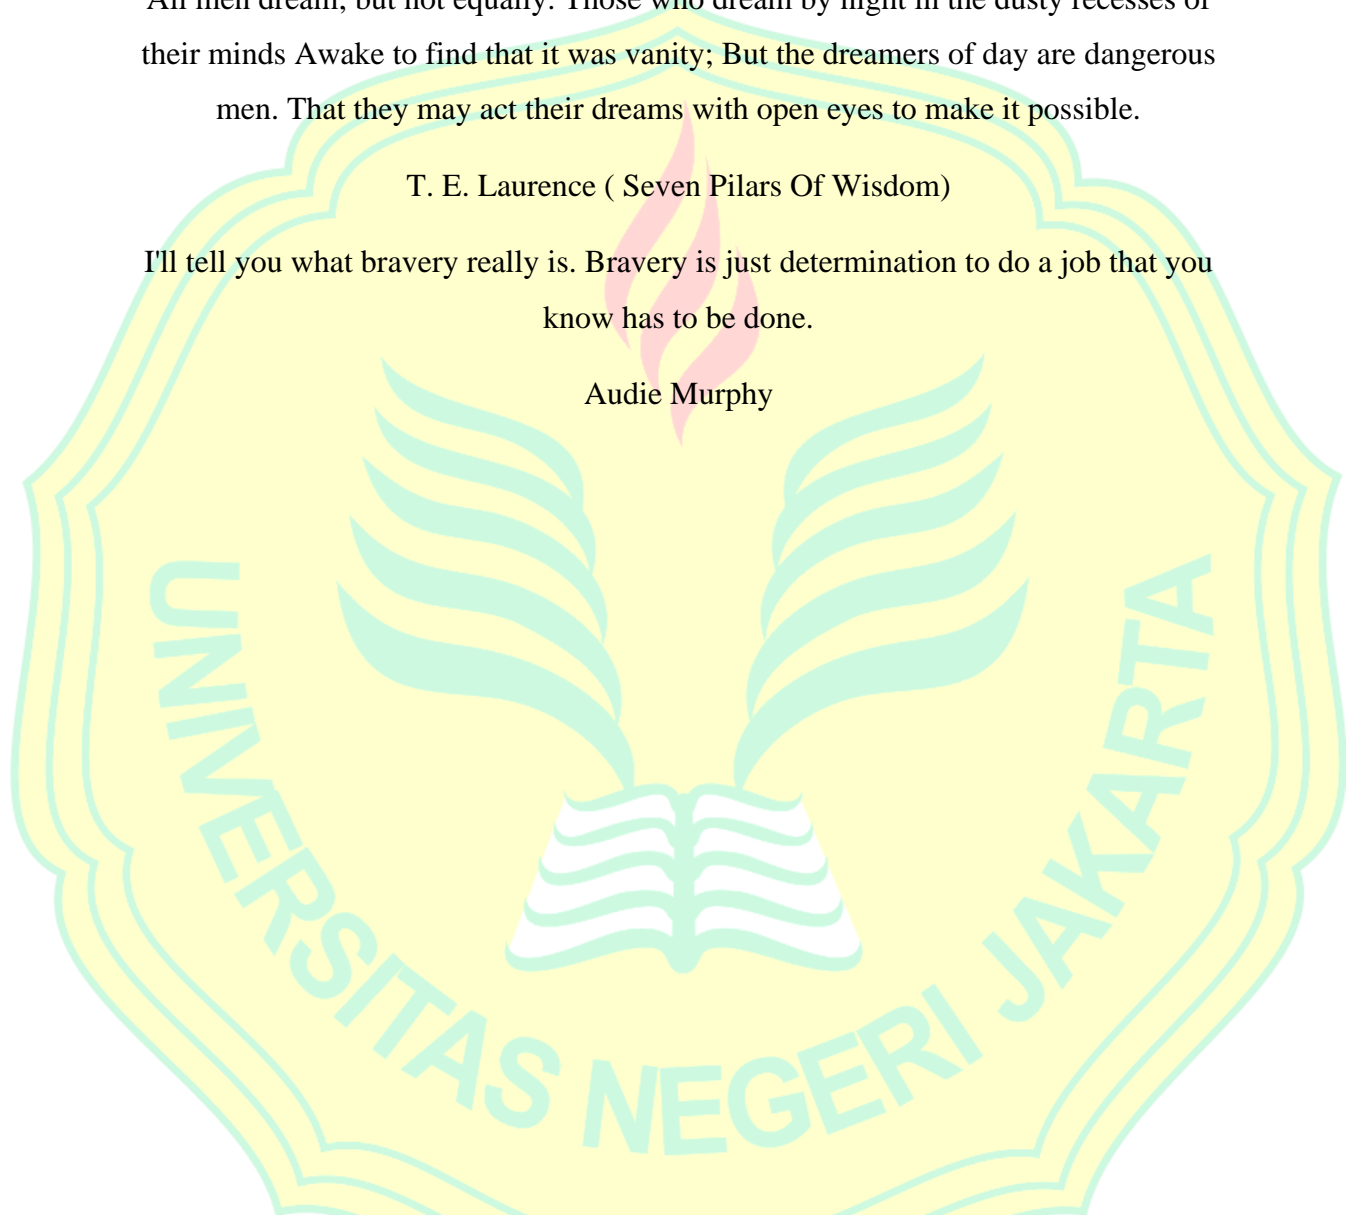 All men dream, but not equally. Those who dream by night in the dusty recesses of
their minds Awake to find that it was vanity; But the dreamers of day are dangerous
men. That they may act their dreams with open eyes to make it possible.
T. E. Laurence ( Seven Pilars Of Wisdom)
I'll tell you what bravery really is. Bravery is just determination to do a job that you
know has to be done.
Audie Murphy
UNIVERSITAS NEGERI JAKARTA